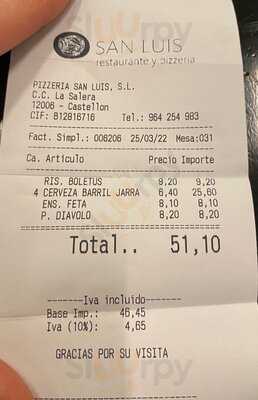 SAN LUIS
restaurante y pizzería
PIZZERIA SAN LUIS, S.L.
C.C. La Salera
12006 - Castellon
CIF: B12816716 Tel.: 964 254 983
Fact. Simpl.: 006206 25/03/22 Mesa:031
Ca. Artículo Precio Importe
RIS. BOLETUS 9,20 9,20
4 CERVEZA BARRIL JARRA 6,40 25,60
ENS. FETA 8,10 8,10
P. DIAVOLO 8,20 8,20
Total.. 51,10
-------Iva incluido-------
Base Imp.: 46,45
Iva (10%): 4,65
GRACIAS POR SU VISITA